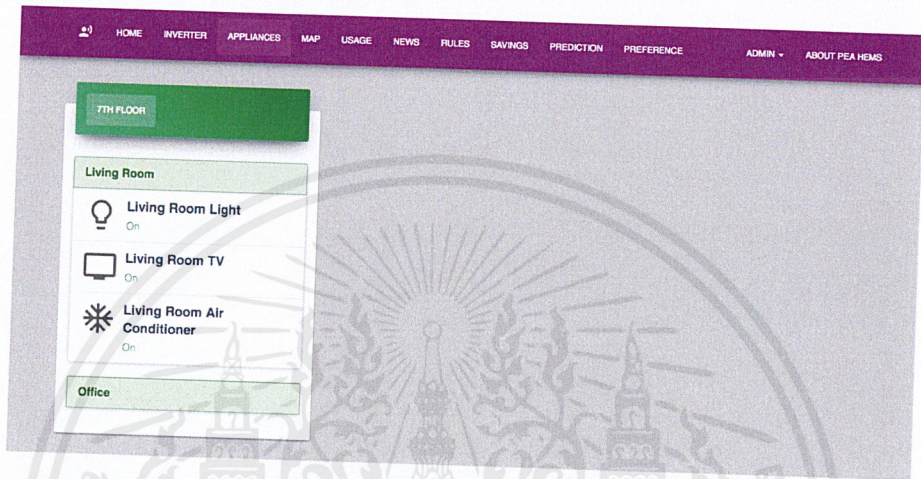 HOME INVERTER APPLIANCES MAP USAGE NEWS RULES SAVINGS PREDICTION PREFERENCE ADMIN ABOUT PEA HEMS
7TH FLOOR
Living Room
Living Room Light
On
Living Room TV
On
Living Room Air
Conditioner
On
Office